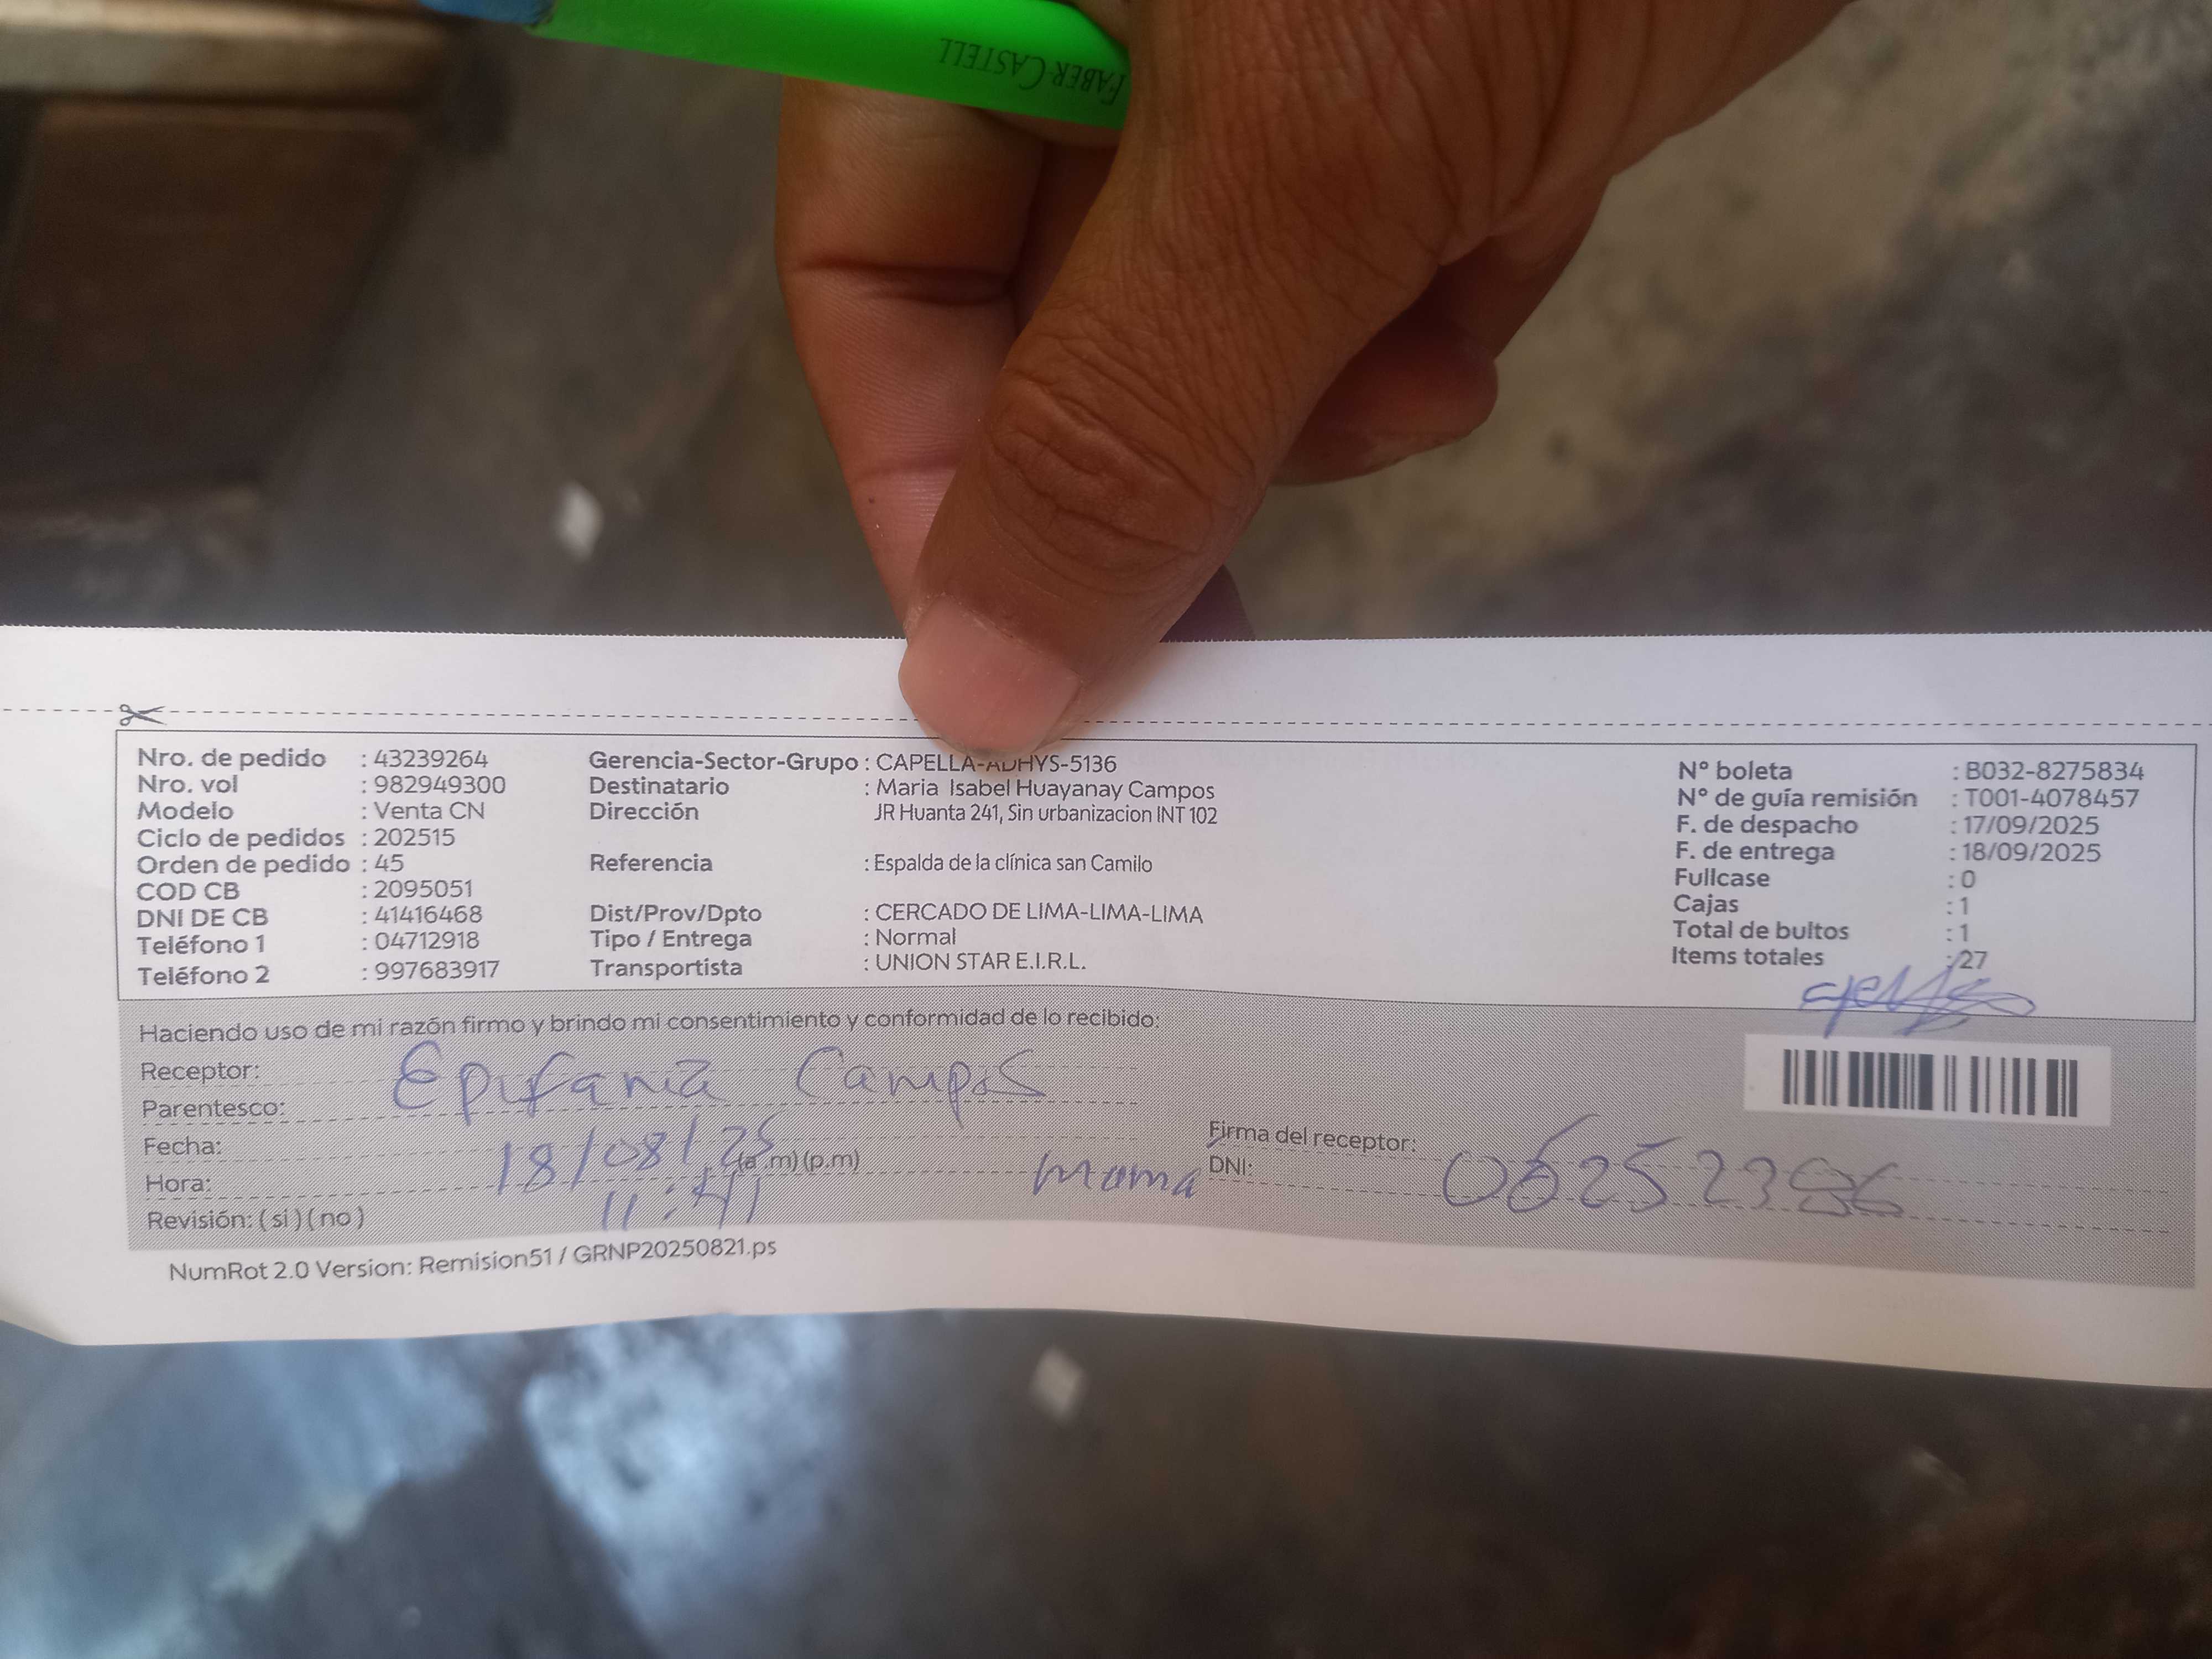 FABER-CASTELL
Nro. de pedido : 43239264
Nro. vol : 982949300
Modelo : Venta CN
Ciclo de pedidos : 202515
Orden de pedido : 45
COD CB : 2095051
DNI DE CB : 41416468
Teléfono 1 : 04712918
Teléfono 2 : 997683917
Gerencia-Sector-Grupo : CAPELLA-ADHYS-5136
Destinatario : Maria Isabel Huayanay Campos
Dirección JR Huanta 241, Sin urbanizacion INT 102
Referencia : Espalda de la clínica san Camilo
Dist/Prov/Dpto : CERCADO DE LIMA-LIMA-LIMA
Tipo / Entrega : Normal
Transportista : UNION STAR E.I.R.L.
N° boleta : B032-8275834
N° de guía remisión : T001-4078457
F. de despacho : 17/09/2025
F. de entrega : 18/09/2025
Fullcase : 0
Cajas : 1
Total de bultos : 1
Items totales : 27
Haciendo uso de mi razón firmo y brindo mi consentimiento y conformidad de lo recibido:
Receptor: Epifania Campos
Parentesco:
Fecha: 18/08/25
(a .m) (p.m)
Hora: 11:41
Revisión: ( si ) ( no )
mama
Firma del receptor:
DNI:
NumRot 2.0 Version: Remision51 / GRNP20250821.ps